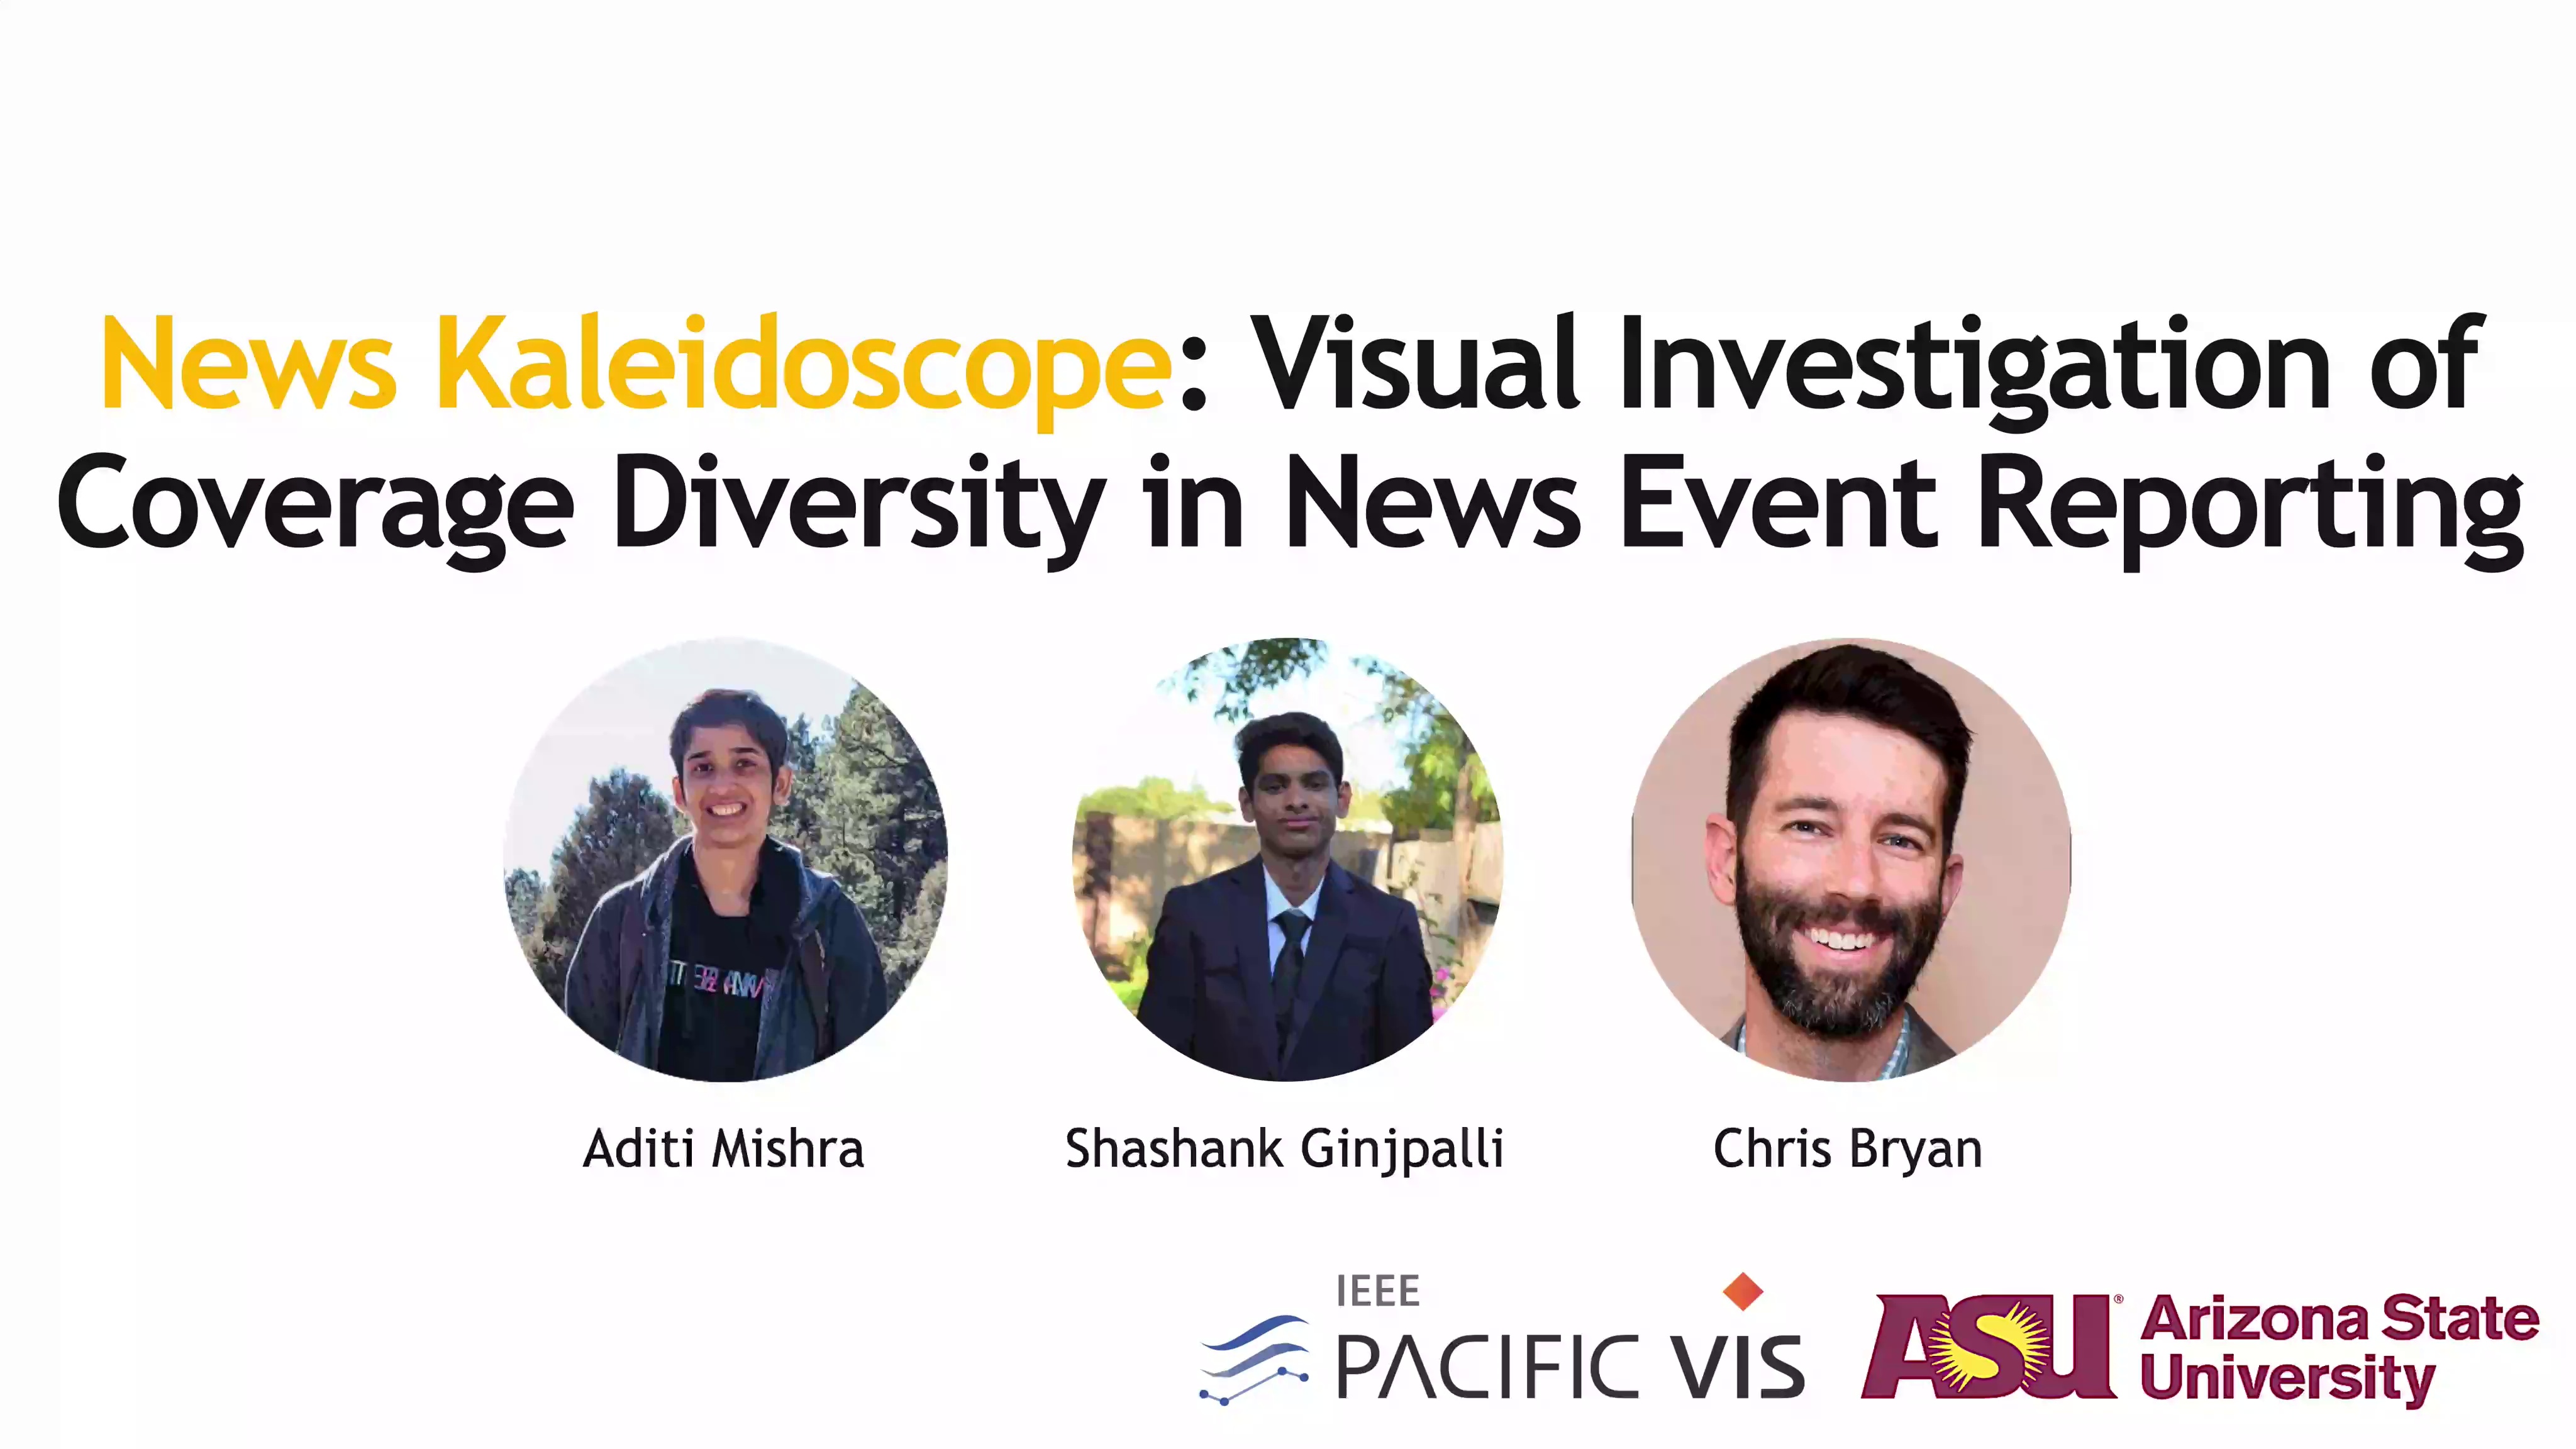 News Kaleidoscope: Visual Investigation of
Coverage Diversity in News Event Reporting
Aditi Mishra
Shashank Ginjpalli
Chris Bryan
IEEE
PACIFIC VIS
ASU®
Arizona State
University